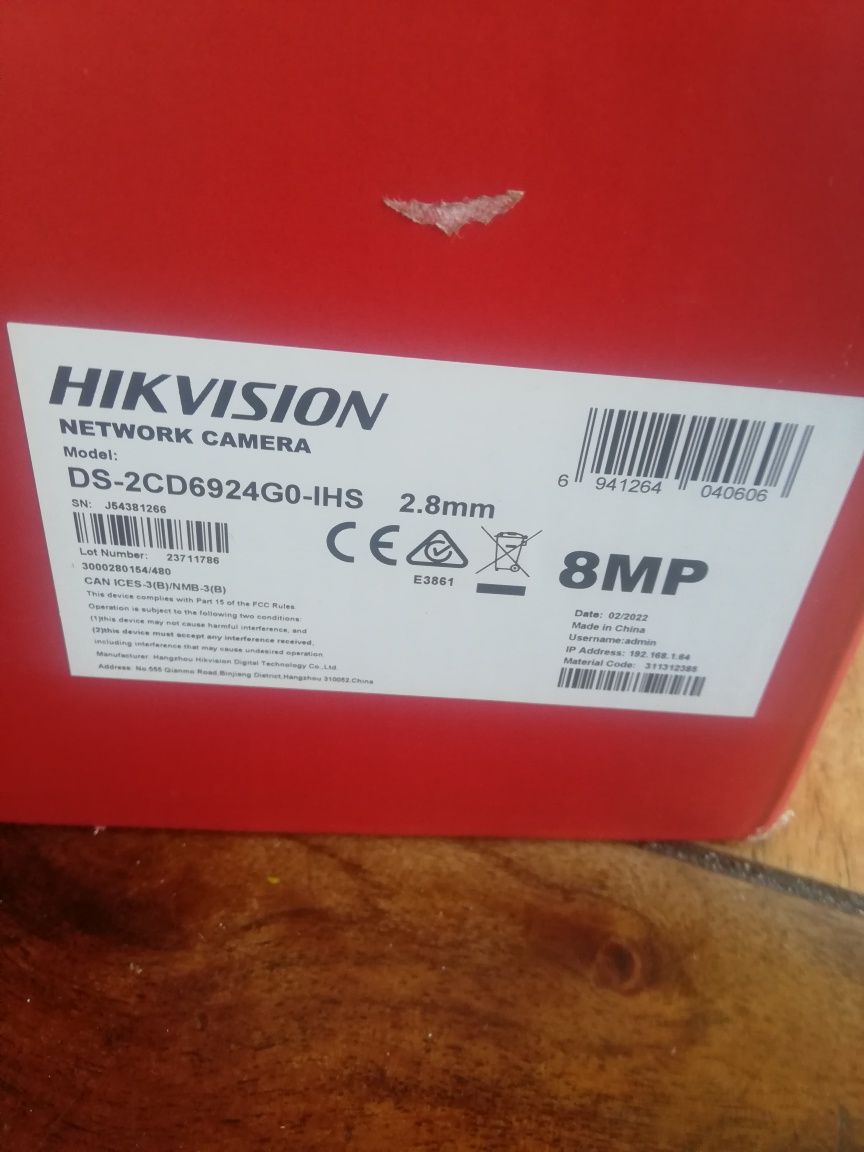 HIKVISION
NETWORK CAMERA
Model:
DS-2CD6924G0-IHS 2.8mm
SN: J54381266
Lot Number: 23711786
3000280154/480
CAN ICES-3(B)/NMB-3(B)
This device complies with Part 15 of the FCC Rules
Operation is subject to the following two conditions:
(1)this device may not cause harmful interference, and
(2)this device must accept any interference received,
including interference that may cause undesired operation
Manufacturer: Hangzhou Hikvision Digital Technology Co.,Ltd.
Address: No.555 Qianmo Road,Binjiang District,Hangzhou 310052,China
CE
E3861
6 941264 040606
8MP
Date: 02/2022
Made in China
Username:admin
IP Address: 192.168.1.64
Material Code: 311312385